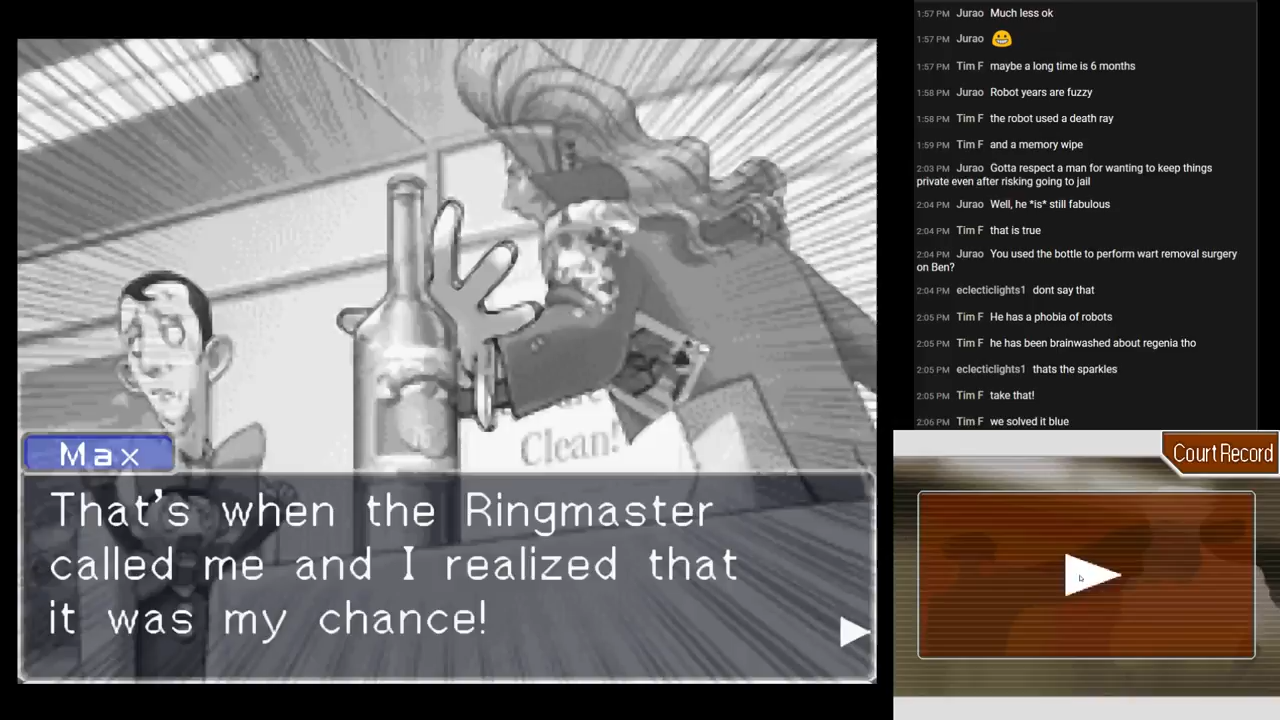 Clean!
Max
That's when the Ringmaster
called me and I realized that
it was my chance!
1:57 PM Jurao Much less ok
1:57 PM Jurao 😀
1:57 PM Tim F maybe a long time is 6 months
1:58 PM Jurao Robot years are fuzzy
1:58 PM Tim F the robot used a death ray
1:59 PM Tim F and a memory wipe
2:03 PM Jurao Gotta respect a man for wanting to keep things
private even after risking going to jail
2:04 PM Jurao Well, he *is* still fabulous
2:04 PM Tim F that is true
2:04 PM Jurao You used the bottle to perform wart removal surgery
on Ben?
2:04 PM eclecticlights1 dont say that
2:05 PM Tim F He has a phobia of robots
2:05 PM Tim F he has been brainwashed about regenia tho
2:05 PM eclecticlights1 thats the sparkles
2:05 PM Tim F take that!
2:06 PM Tim F we solved it blue
Court Record